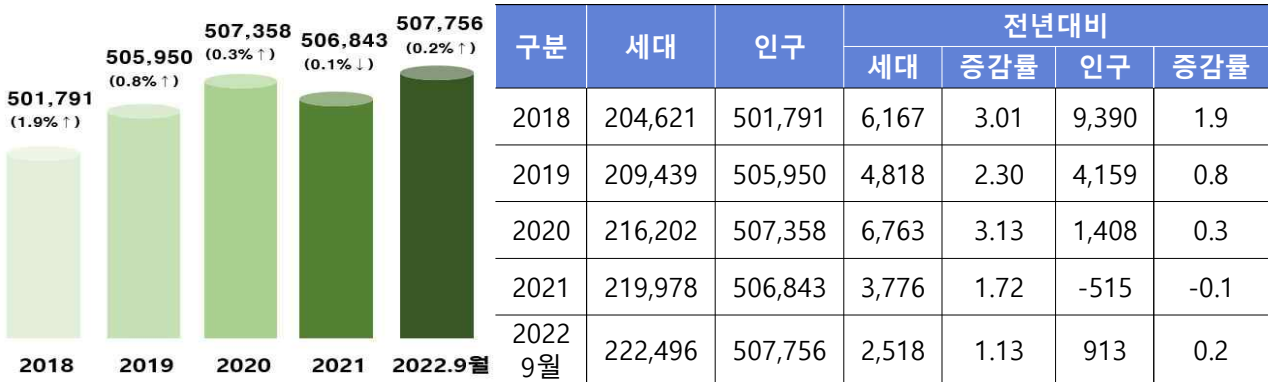 501,791
(1.9%↑)
505,950
(0.8%↑)
507,358
(0.3%↑)
506,843
(0.1%↓)
507,756
(0.2%↑)
2018 2019 2020 2021 2022.9월
구분 세대 인구 전년대비
세대 증감률 인구 증감률
2018 204,621 501,791 6,167 3.01 9,390 1.9
2019 209,439 505,950 4,818 2.30 4,159 0.8
2020 216,202 507,358 6,763 3.13 1,408 0.3
2021 219,978 506,843 3,776 1.72 -515 -0.1
2022
9월 222,496 507,756 2,518 1.13 913 0.2